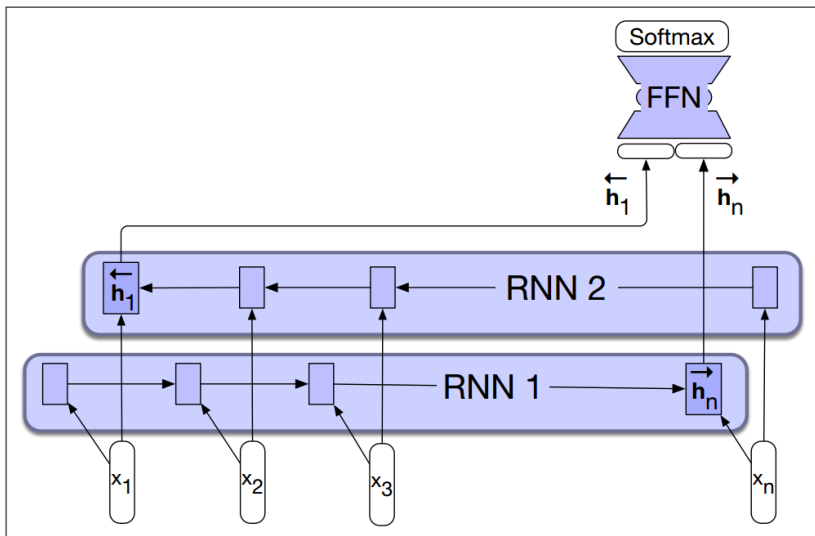 Softmax
FFN
←h₁ →hₙ
←h₁ RNN 2
RNN 1 →hₙ
x₁ x₂ x₃ xₙ